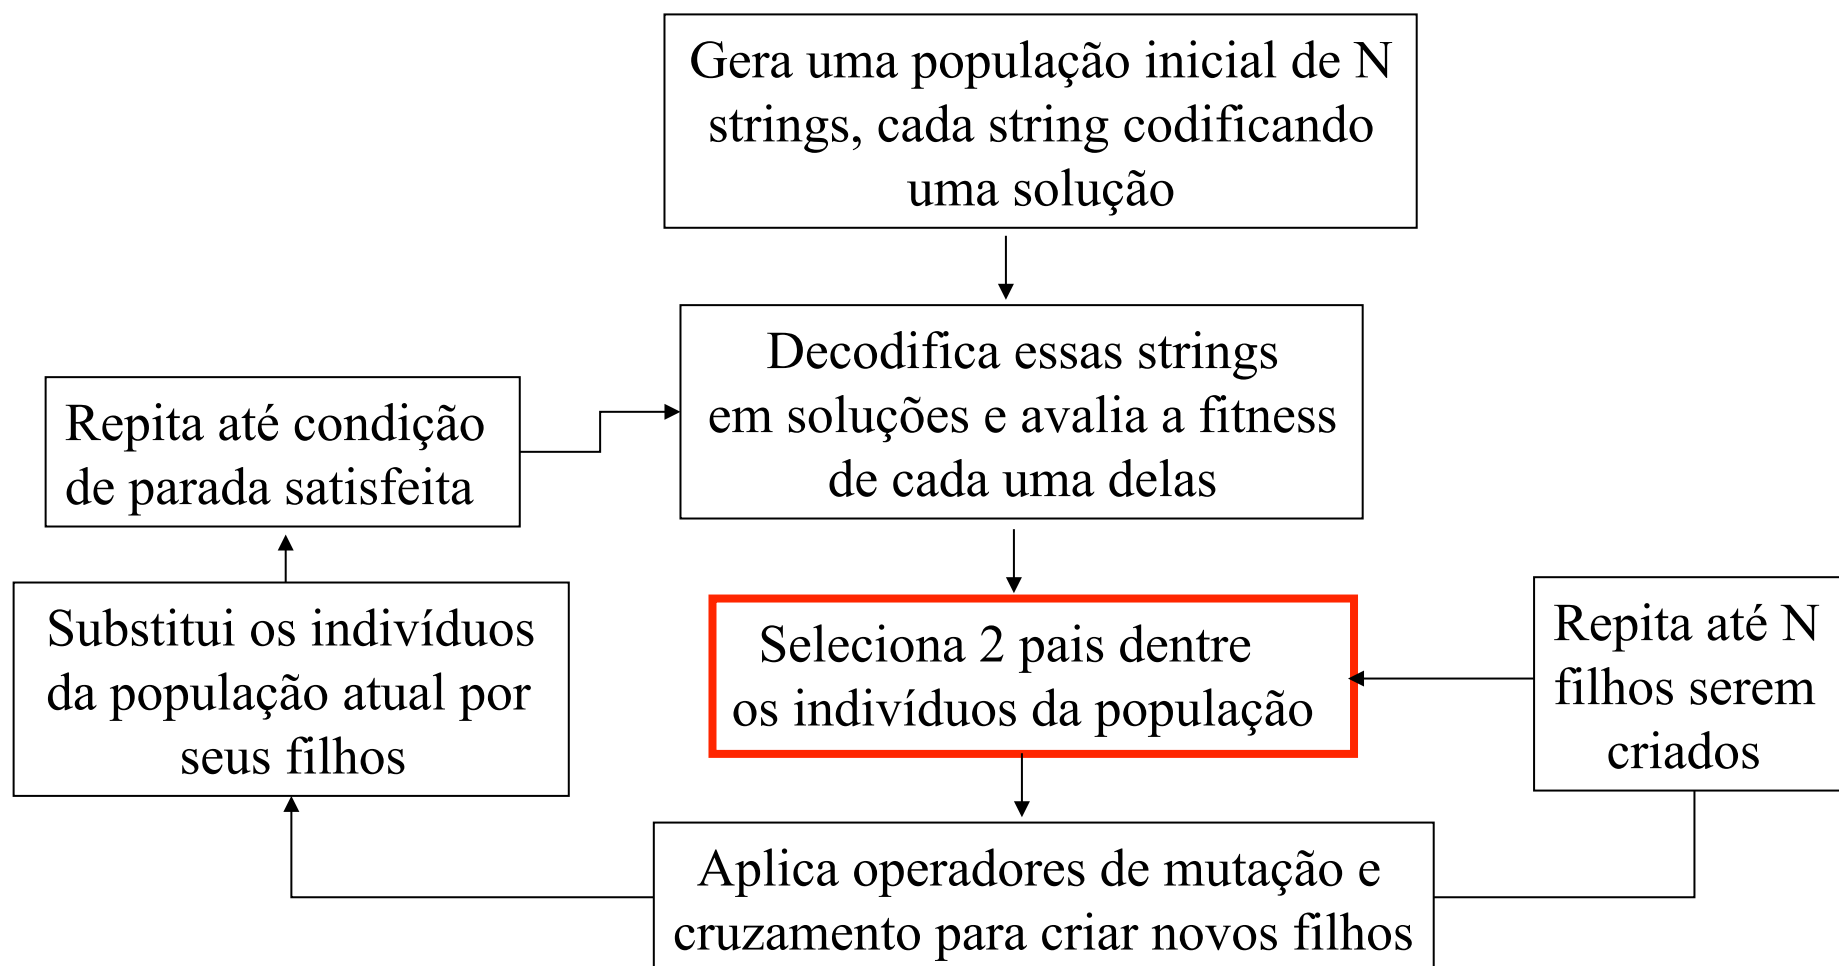 Gera uma população inicial de N
strings, cada string codificando
uma solução
Decodifica essas strings
em soluções e avalia a fitness
de cada uma delas
Repita até condição
de parada satisfeita
Substitui os indivíduos
da população atual por
seus filhos
Seleciona 2 pais dentre
os indivíduos da população
Repita até N
filhos serem
criados
Aplica operadores de mutação e
cruzamento para criar novos filhos